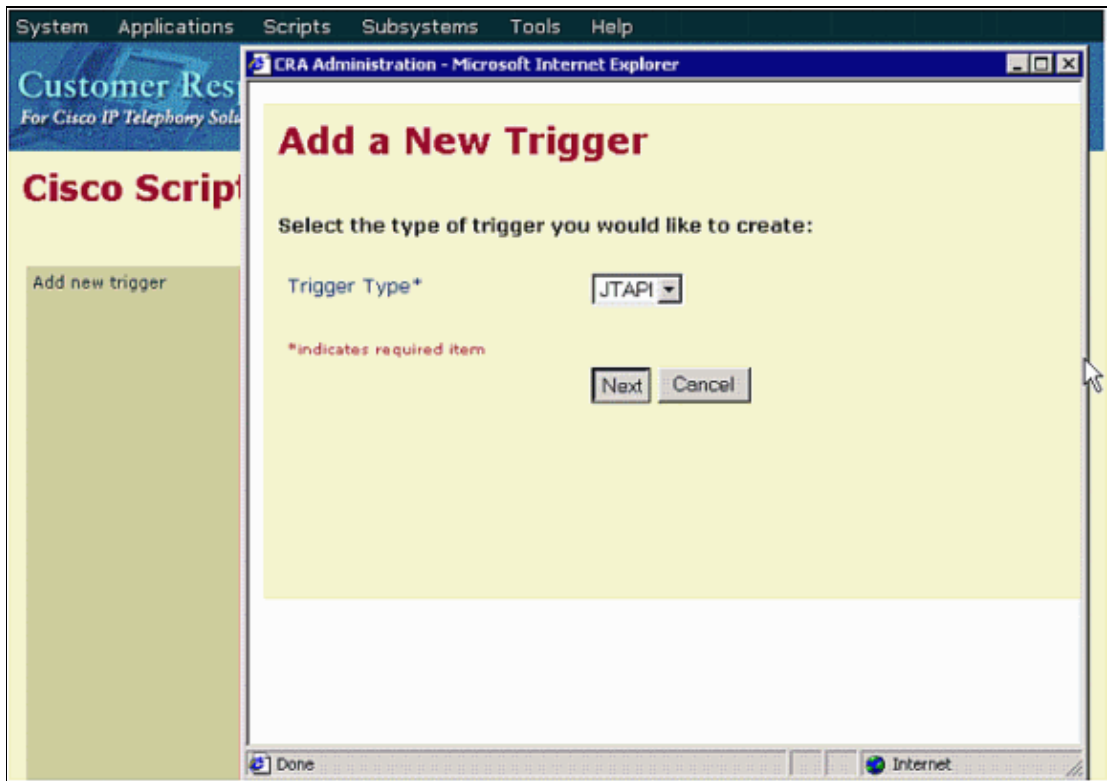 System Applications Scripts Subsystems Tools Help
CRA Administration - Microsoft Internet Explorer
Customer Res
For Cisco IP Telephony Solu
Add a New Trigger
Cisco Script
Select the type of trigger you would like to create:
Add new trigger
Trigger Type*
JTAPI
*indicates required item
Next Cancel
Done
Internet